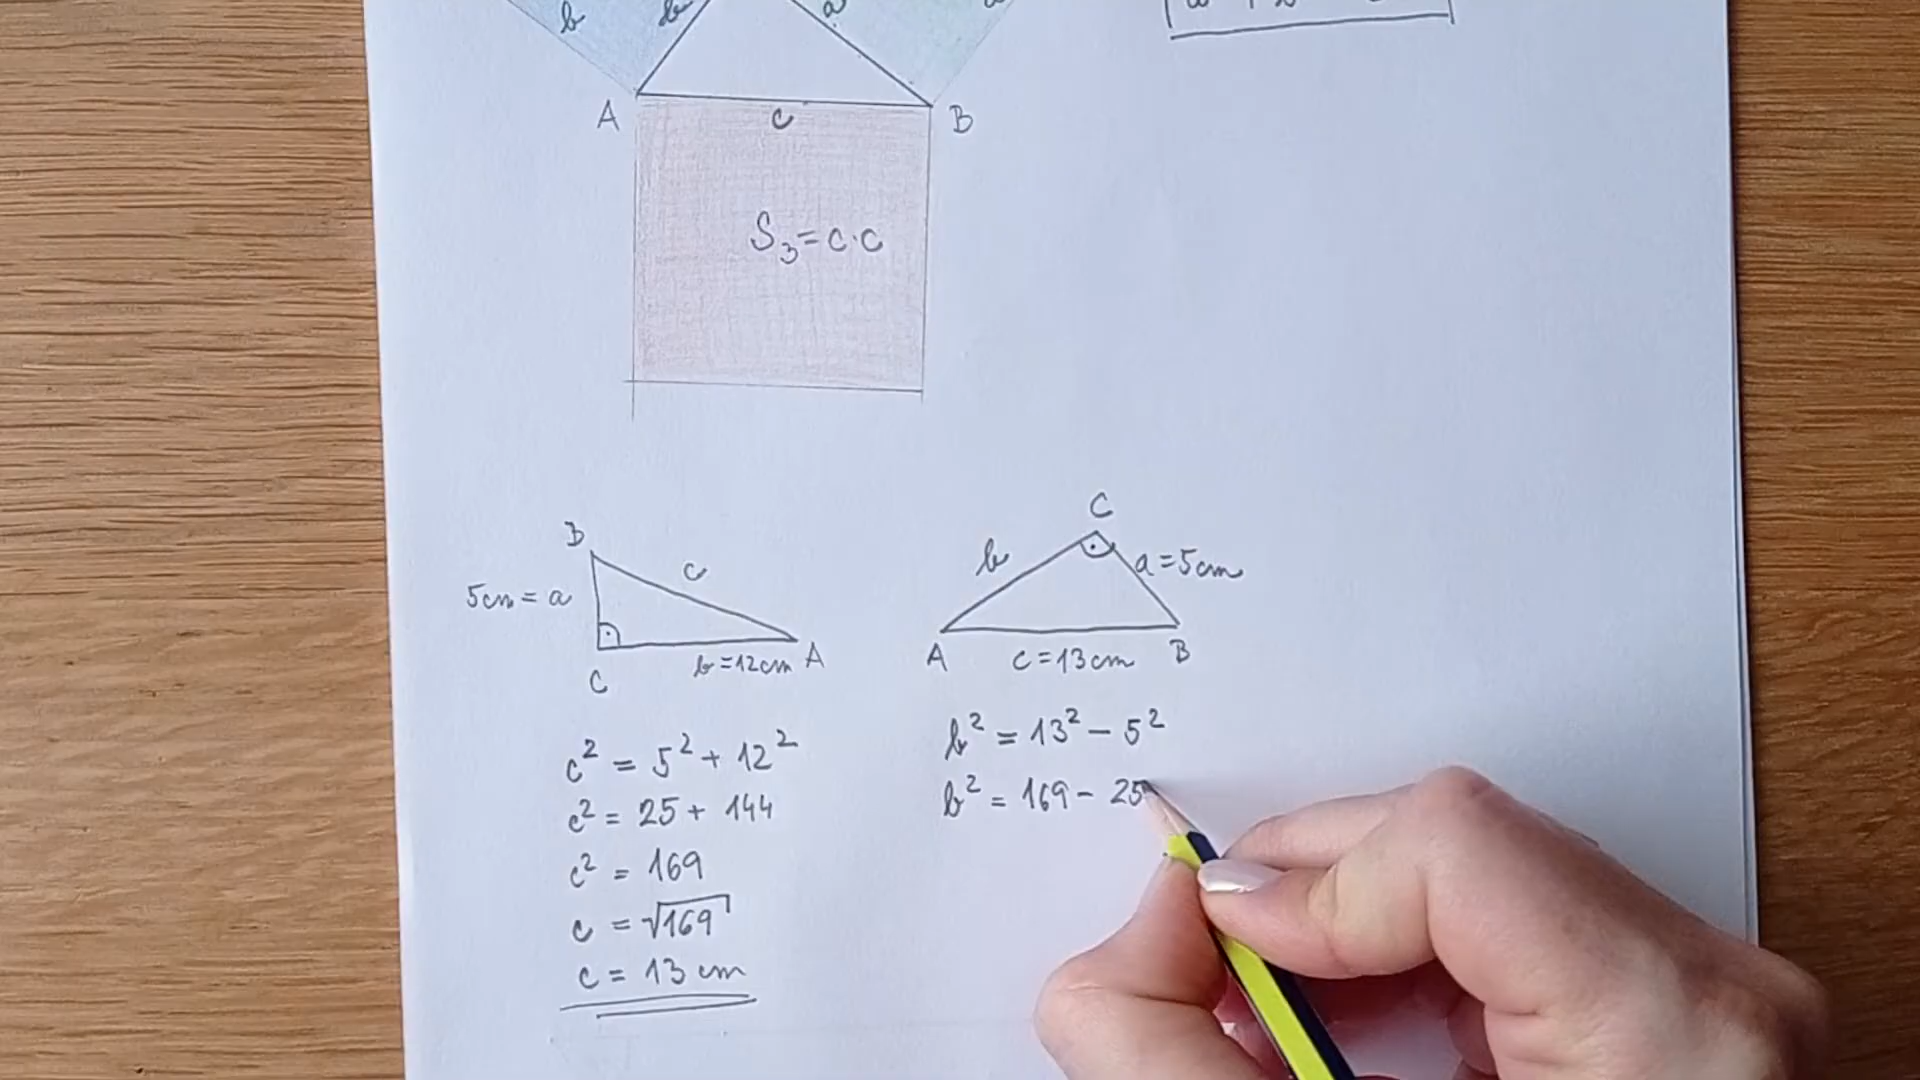 b b a a
A c B
S₃ = c·c
B
5cm = a c
b = 12cm A
C
c² = 5² + 12²
c² = 25 + 144
c² = 169
c = √169
c = 13 cm
C
b a = 5cm
A c = 13cm B
b² = 13² − 5²
b² = 169 − 25